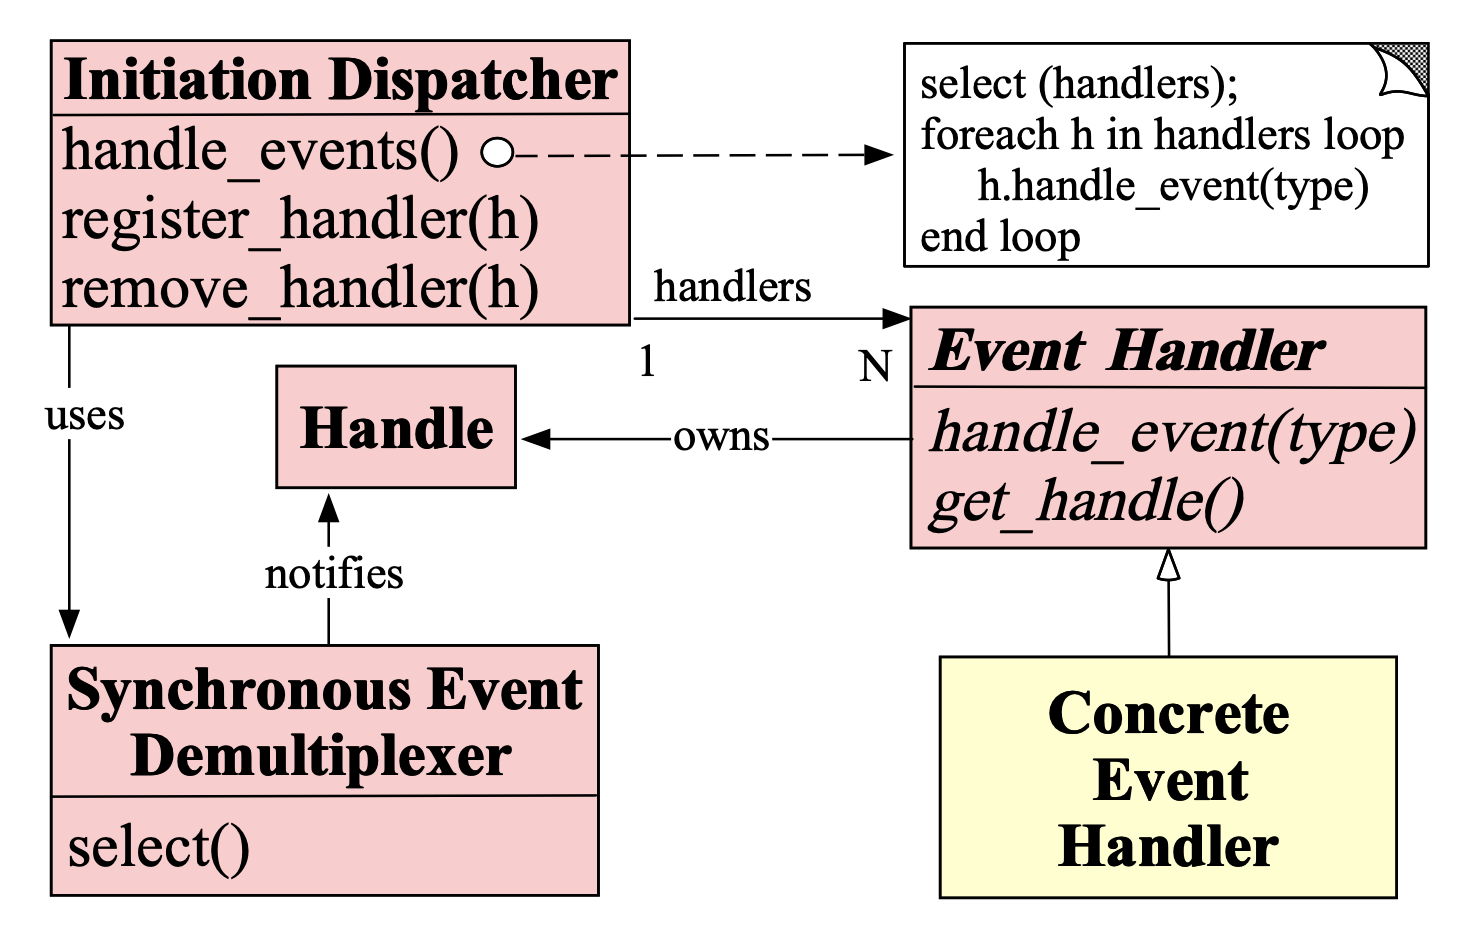 Initiation Dispatcher
handle_events()
register_handler(h)
remove_handler(h)
select (handlers);
foreach h in handlers loop
h.handle_event(type)
end loop
handlers
1
N
Event Handler
handle_event(type)
get_handle()
uses
Handle
owns
notifies
Synchronous Event
Demultiplexer
select()
Concrete
Event
Handler